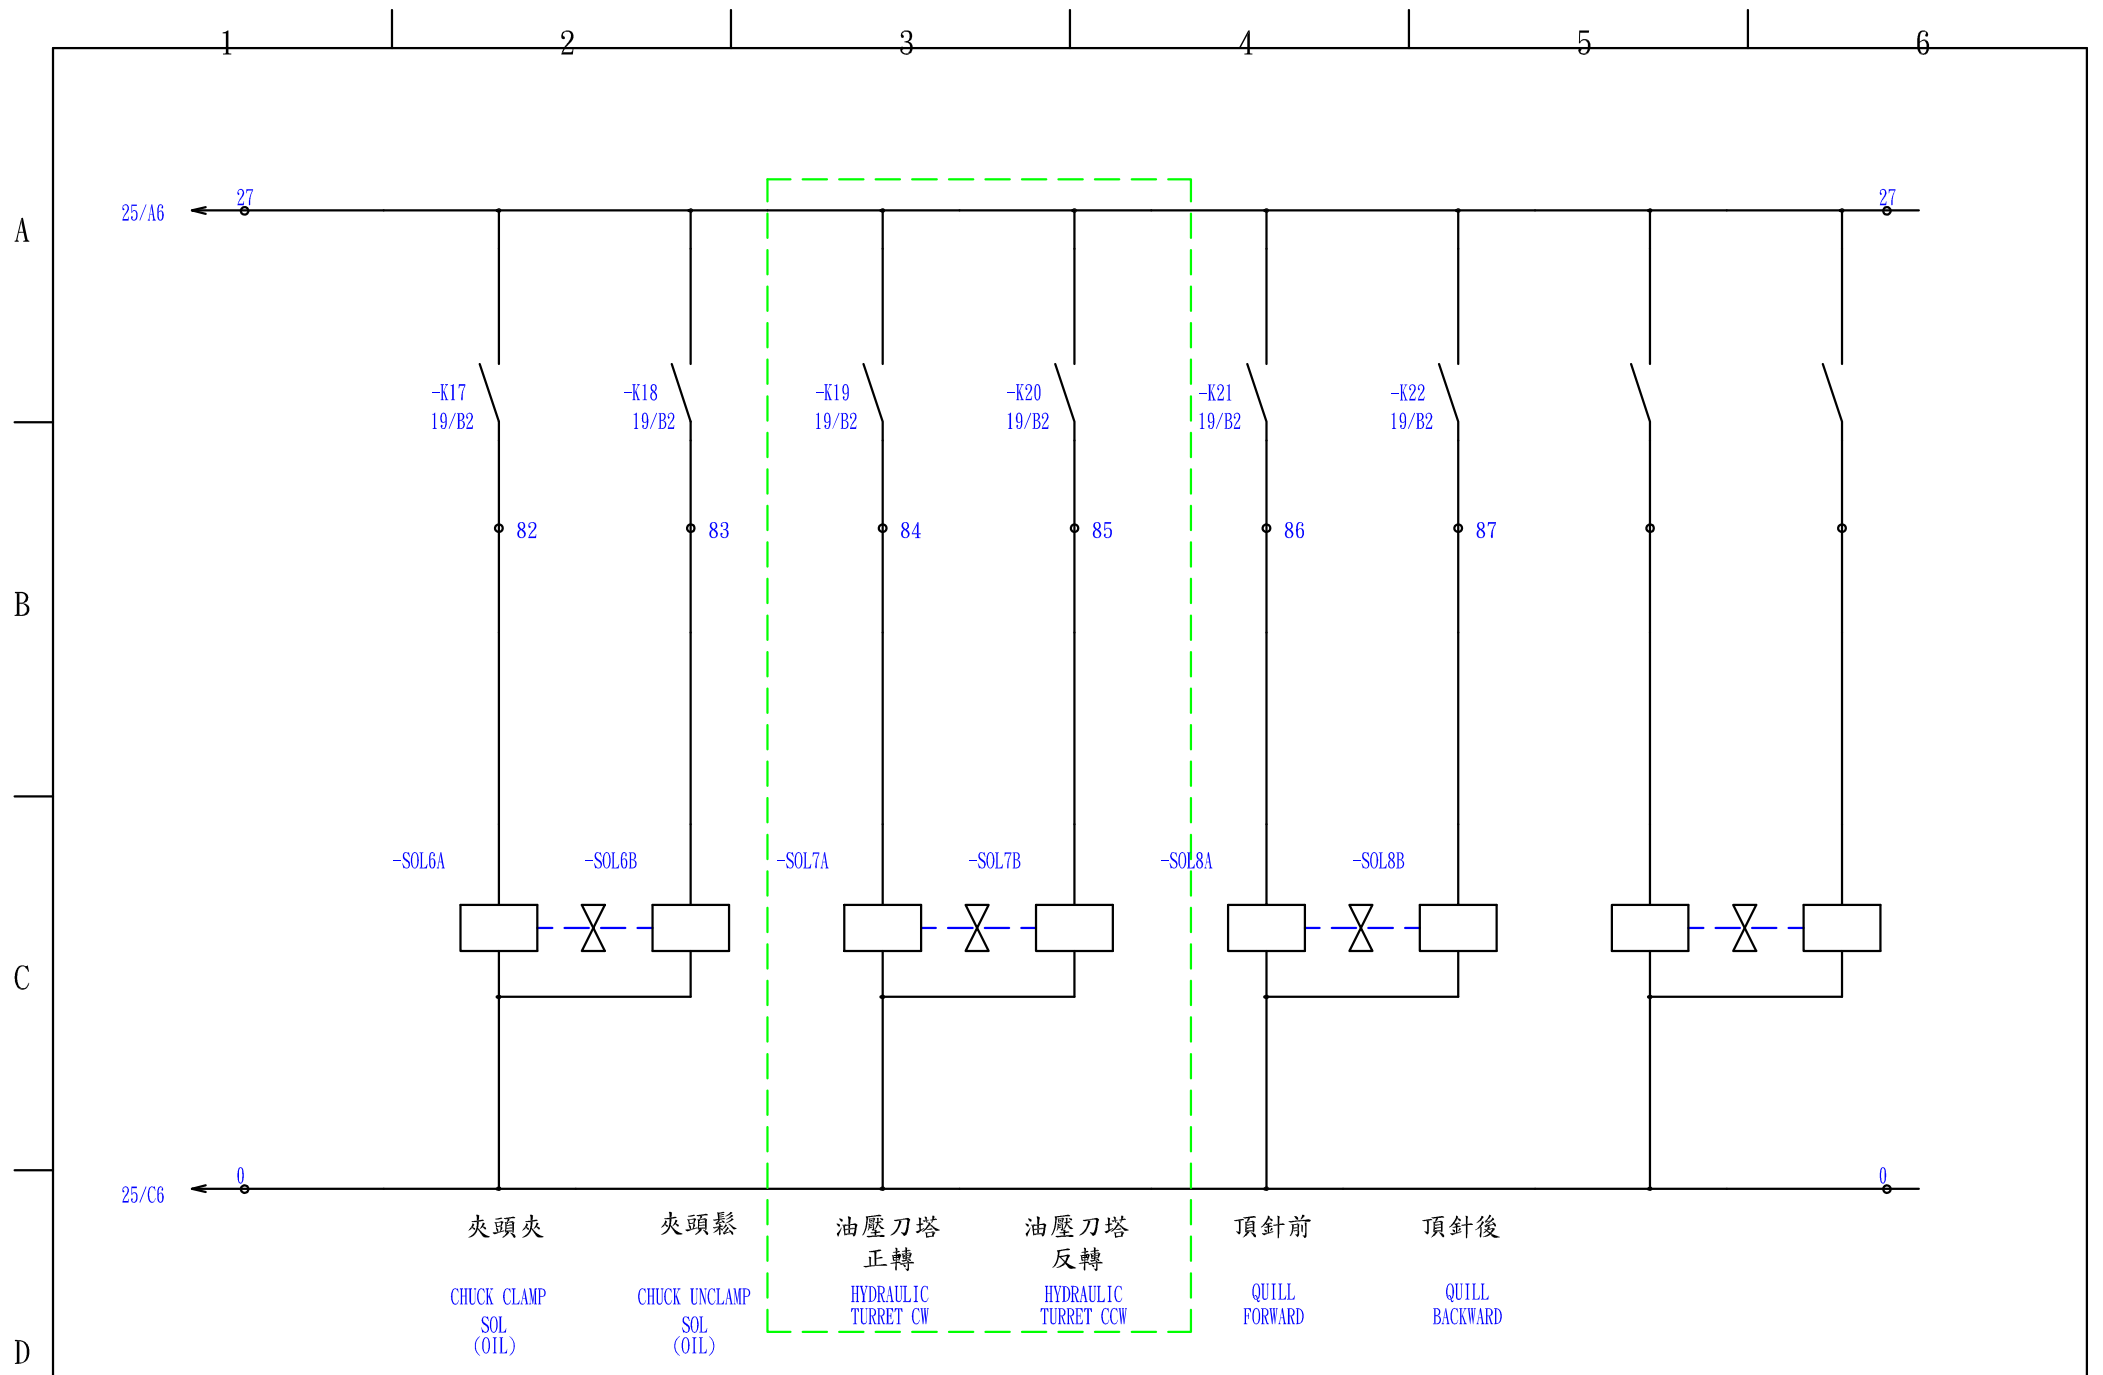 1 2 3 4 5 6
27 27
25/A6
A
-K17 -K18 -K19 -K20 -K21 -K22
19/B2 19/B2 19/B2 19/B2 19/B2 19/B2
82 83 84 85 86 87
B
-SOL6A -SOL6B -SOL7A -SOL7B -SOL8A -SOL8B
C
0 0
25/C6
夾頭夾 夾頭鬆 油壓刀塔 油壓刀塔 頂針前 頂針後
正轉 反轉
CHUCK CLAMP CHUCK UNCLAMP HYDRAULIC HYDRAULIC QUILL QUILL
SOL SOL TURRET CW TURRET CCW FORWARD BACKWARD
(OIL) (OIL)
D